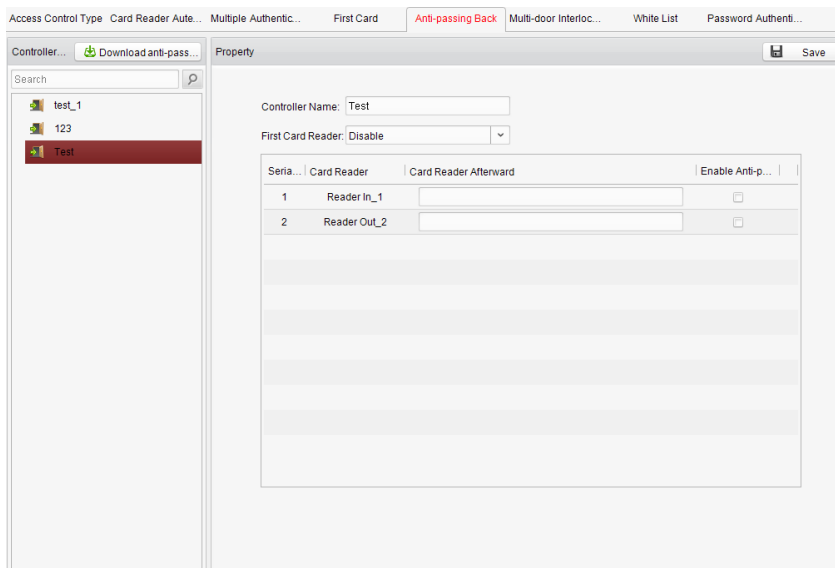 Access Control Type Card Reader Aute... Multiple Authentic... First Card Anti-passing Back Multi-door Interloc... White List Password Authenti...
Controller... Download anti-pass... Property Save
Search
test_1
123
Test
Controller Name: Test
First Card Reader: Disable
Seria... Card Reader Card Reader Afterward Enable Anti-p...
1 Reader In_1
2 Reader Out_2